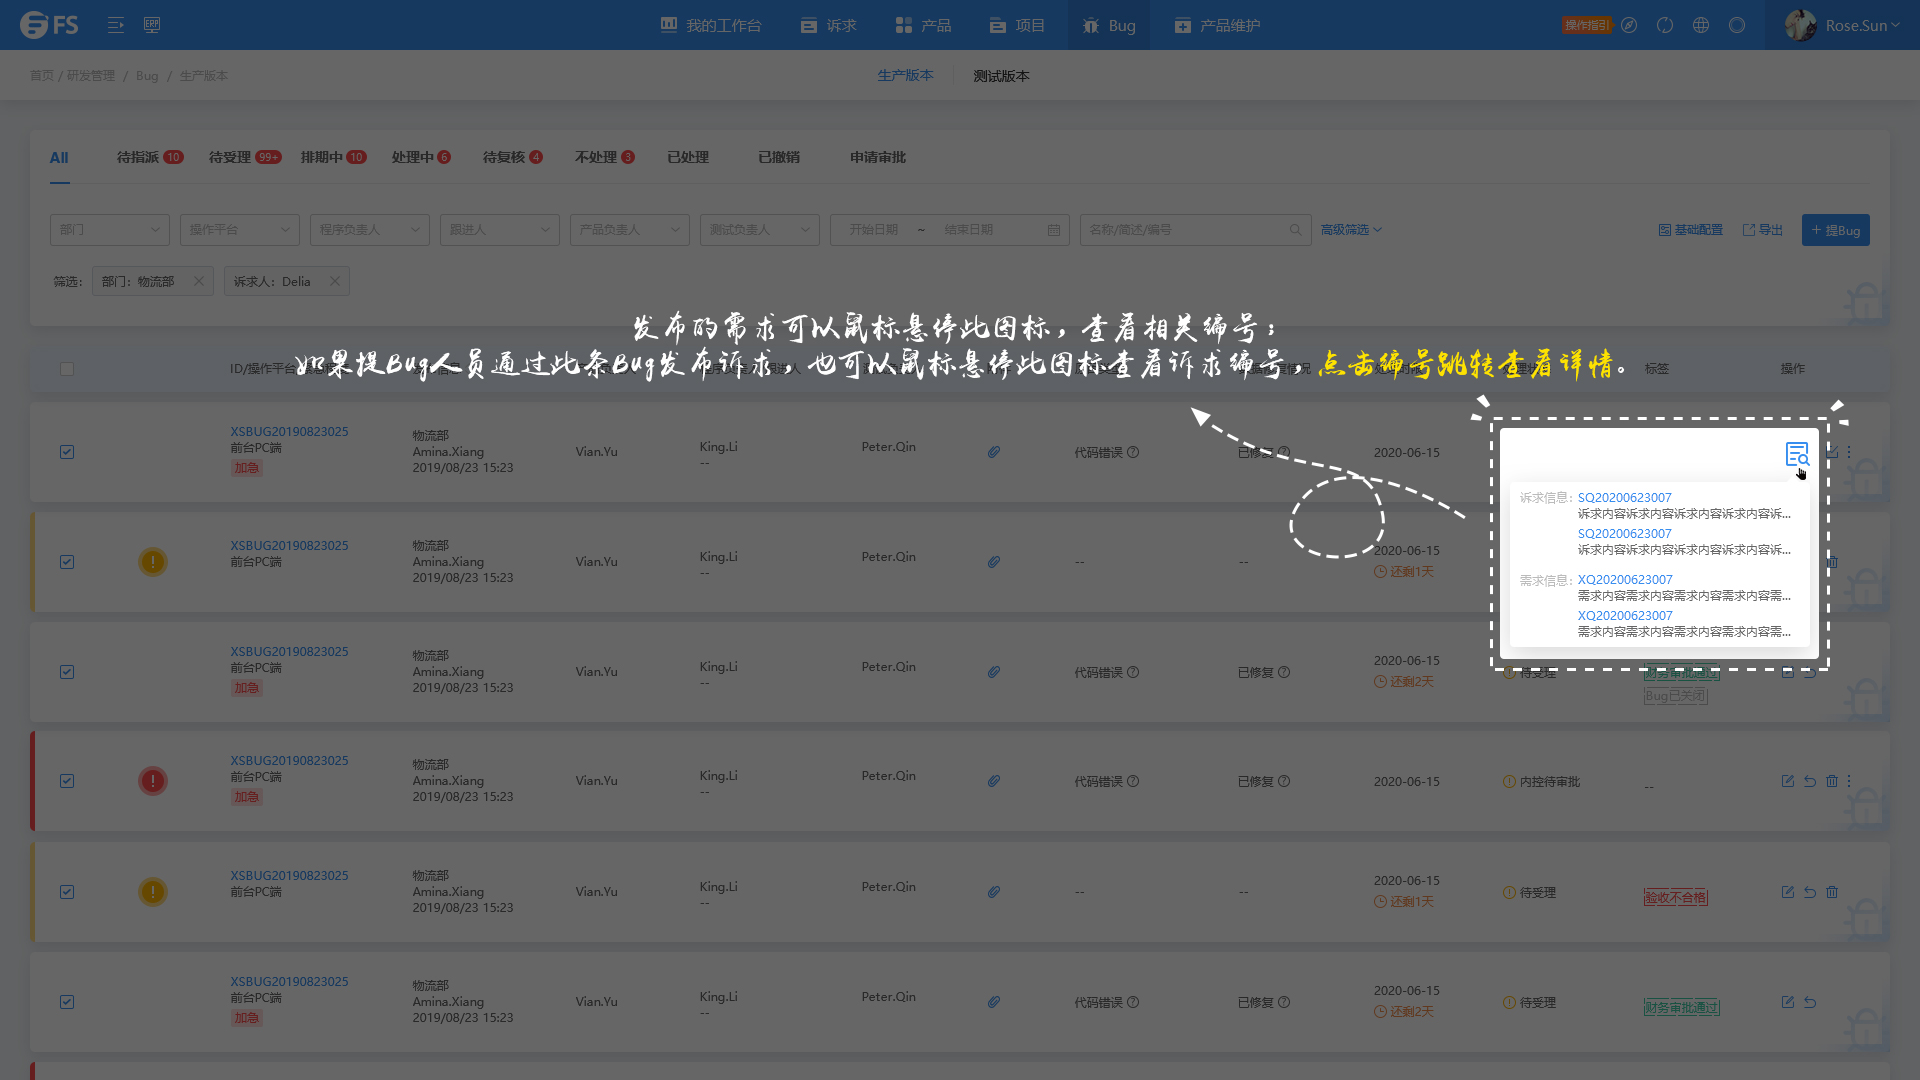 FS
ERP
我的工作台
诉求
产品
项目
Bug
产品维护
操作指引
Rose.Sun
首页 / 研发管理 / Bug / 生产版本
生产版本
测试版本
All
待指派 10
待受理 99+
排期中 10
处理中 6
待复核 4
不处理 3
已处理
已撤销
申请审批
部门
操作平台
程序负责人
跟进人
产品负责人
测试负责人
开始日期 ~ 结束日期
名称/简述/编号
高级筛选
基础配置
导出
+ 提Bug
筛选：
部门：物流部
诉求人：Delia
发布的需求可以鼠标悬停此图标，查看相关编号；
如果提Bug人员通过此条Bug发布诉求，也可以鼠标悬停此图标查看诉求编号，点击编号跳转查看详情。
标签
操作
XSBUG20190823025
前台PC端
加急
物流部
Amina.Xiang
2019/08/23 15:23
Vian.Yu
King.Li
--
Peter.Qin
代码错误
已修复
2020-06-15
诉求信息：
SQ20200623007
诉求内容诉求内容诉求内容诉求内容诉...
SQ20200623007
诉求内容诉求内容诉求内容诉求内容诉...
需求信息：
XQ20200623007
需求内容需求内容需求内容需求内容需...
XQ20200623007
需求内容需求内容需求内容需求内容需...
XSBUG20190823025
前台PC端
物流部
Amina.Xiang
2019/08/23 15:23
Vian.Yu
King.Li
--
Peter.Qin
--
--
2020-06-15
还剩1天
XSBUG20190823025
前台PC端
加急
物流部
Amina.Xiang
2019/08/23 15:23
Vian.Yu
King.Li
--
Peter.Qin
代码错误
已修复
2020-06-15
还剩2天
待受理
财务审批通过
Bug已关闭
XSBUG20190823025
前台PC端
加急
物流部
Amina.Xiang
2019/08/23 15:23
Vian.Yu
King.Li
--
Peter.Qin
代码错误
已修复
2020-06-15
内控待审批
--
XSBUG20190823025
前台PC端
物流部
Amina.Xiang
2019/08/23 15:23
Vian.Yu
King.Li
--
Peter.Qin
--
--
2020-06-15
还剩1天
待受理
验收不合格
XSBUG20190823025
前台PC端
加急
物流部
Amina.Xiang
2019/08/23 15:23
Vian.Yu
King.Li
--
Peter.Qin
代码错误
已修复
2020-06-15
还剩2天
待受理
财务审批通过